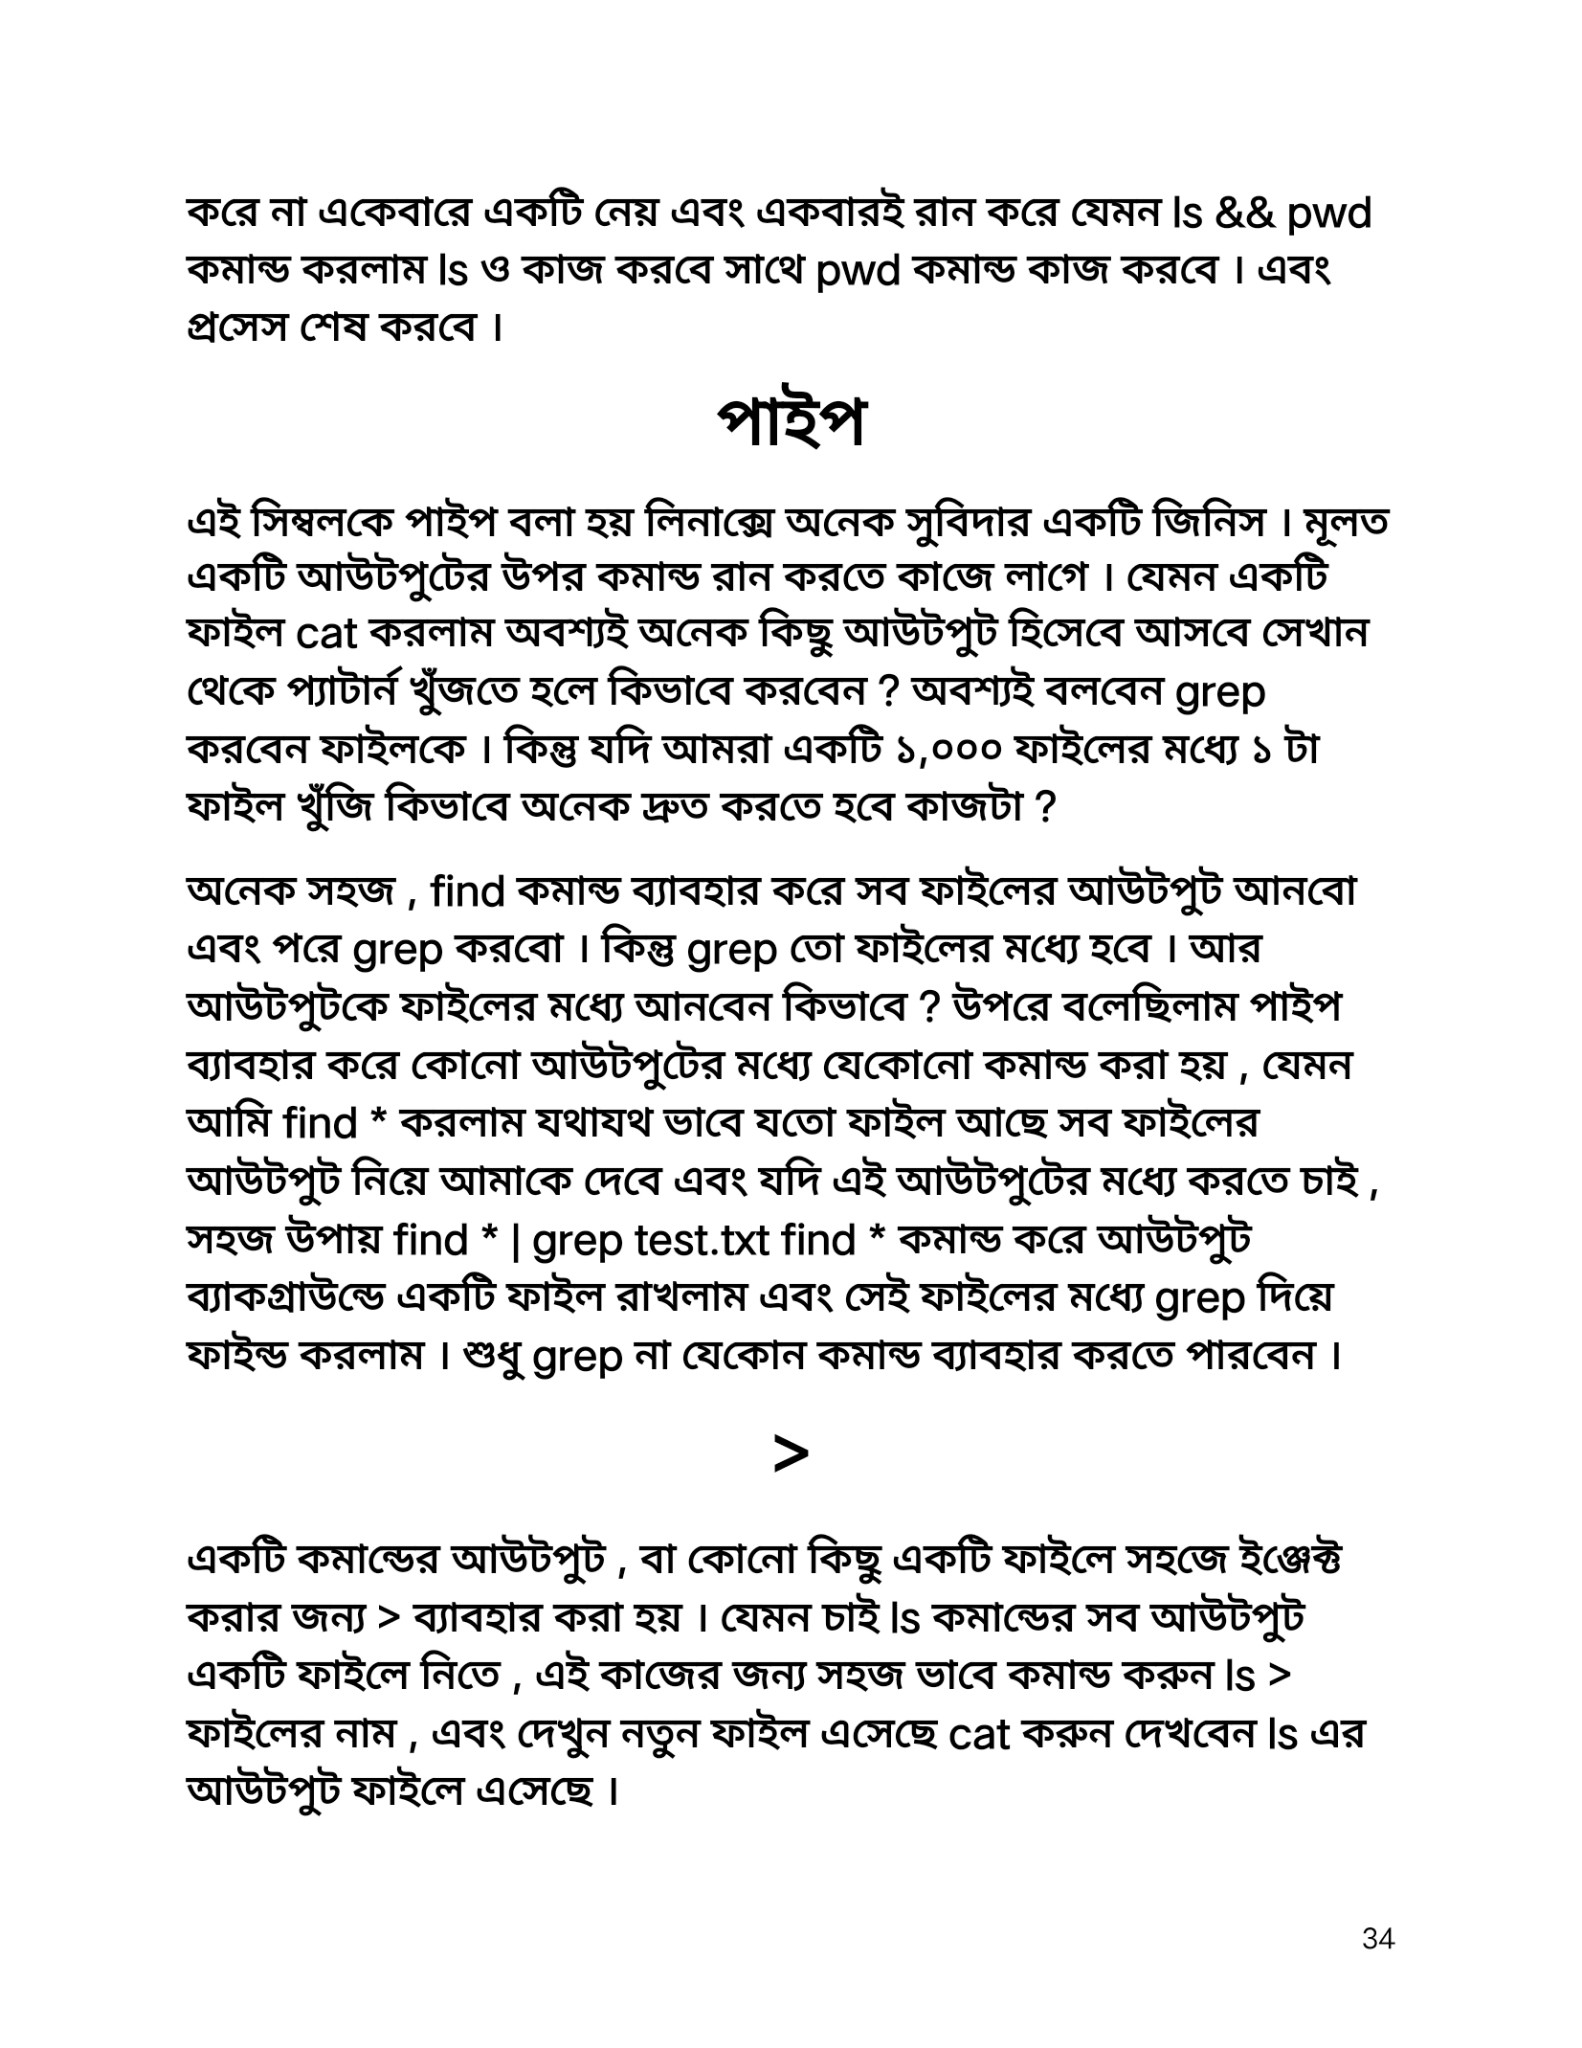 করে না একেবারে একটি নেয় এবং একবারই রান করে যেমন ls && pwd
কমান্ড করলাম ls ও কাজ করবে সাথে pwd কমান্ড কাজ করবে । এবং
প্রসেস শেষ করবে ।
পাইপ
এই সিম্বলকে পাইপ বলা হয় লিনাক্সে অনেক সুবিদার একটি জিনিস । মূলত
একটি আউটপুটের উপর কমান্ড রান করতে কাজে লাগে । যেমন একটি
ফাইল cat করলাম অবশ্যই অনেক কিছু আউটপুট হিসেবে আসবে সেখান
থেকে প্যাটার্ন খুঁজতে হলে কিভাবে করবেন ? অবশ্যই বলবেন grep
করবেন ফাইলকে । কিন্তু যদি আমরা একটি ১,০০০ ফাইলের মধ্যে ১ টা
ফাইল খুঁজি কিভাবে অনেক দ্রুত করতে হবে কাজটা ?
অনেক সহজ , find কমান্ড ব্যাবহার করে সব ফাইলের আউটপুট আনবো
এবং পরে grep করবো । কিন্তু grep তো ফাইলের মধ্যে হবে । আর
আউটপুটকে ফাইলের মধ্যে আনবেন কিভাবে ? উপরে বলেছিলাম পাইপ
ব্যাবহার করে কোনো আউটপুটের মধ্যে যেকোনো কমান্ড করা হয় , যেমন
আমি find * করলাম যথাযথ ভাবে যতো ফাইল আছে সব ফাইলের
আউটপুট নিয়ে আমাকে দেবে এবং যদি এই আউটপুটের মধ্যে করতে চাই ,
সহজ উপায় find * | grep test.txt find * কমান্ড করে আউটপুট
ব্যাকগ্রাউন্ডে একটি ফাইল রাখলাম এবং সেই ফাইলের মধ্যে grep দিয়ে
ফাইন্ড করলাম । শুধু grep না যেকোন কমান্ড ব্যাবহার করতে পারবেন ।
>
একটি কমান্ডের আউটপুট , বা কোনো কিছু একটি ফাইলে সহজে ইঞ্জেক্ট
করার জন্য > ব্যাবহার করা হয় । যেমন চাই ls কমান্ডের সব আউটপুট
একটি ফাইলে নিতে , এই কাজের জন্য সহজ ভাবে কমান্ড করুন ls >
ফাইলের নাম , এবং দেখুন নতুন ফাইল এসেছে cat করুন দেখবেন ls এর
আউটপুট ফাইলে এসেছে ।
34